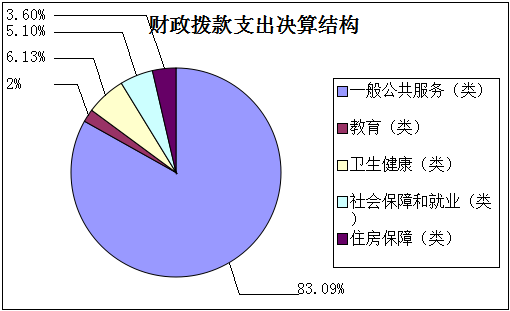 财政拨款支出决算结构
3.60%
5.10%
6.13%
2%
83.09%
一般公共服务（类）
教育（类）
卫生健康（类）
社会保障和就业（类
）
住房保障（类）